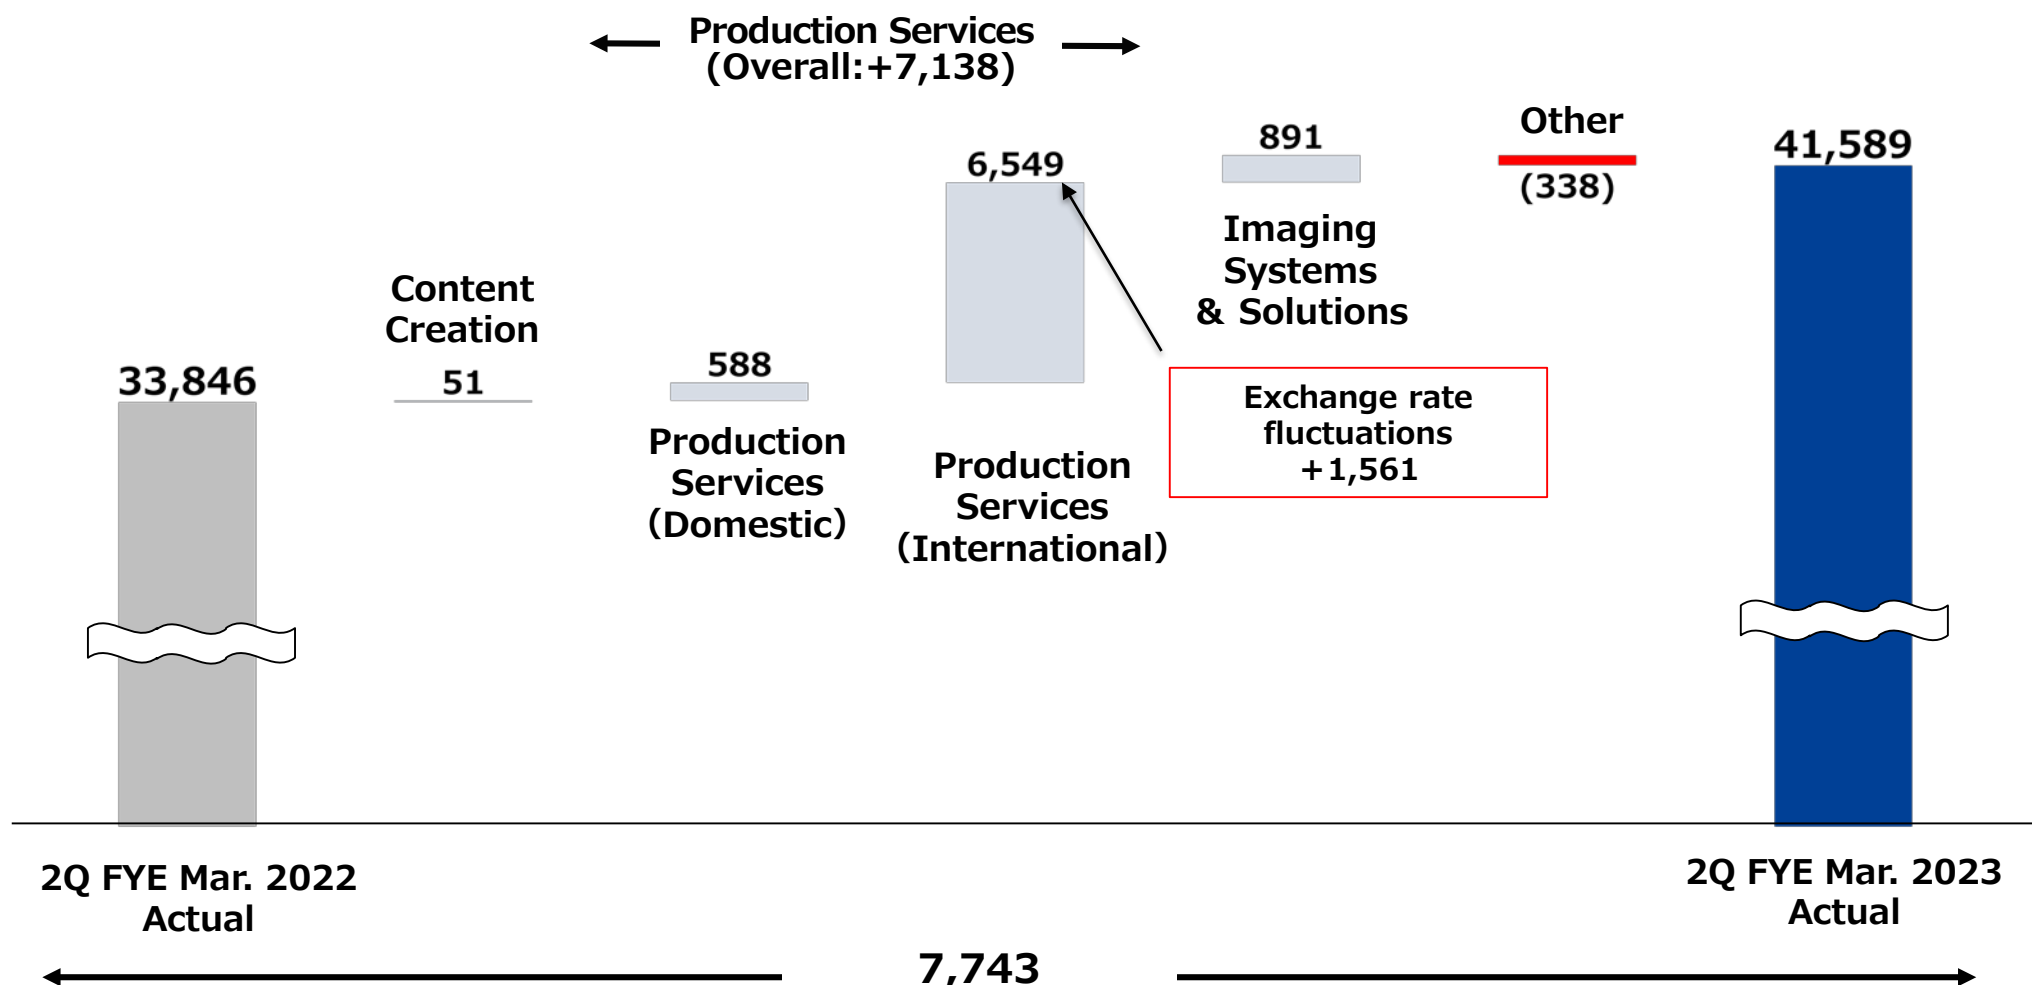 Production Services
(Overall:+7,138)
33,846
Content
Creation
51
588
Production
Services
(Domestic)
6,549
Production
Services
(International)
891
Imaging
Systems
& Solutions
Exchange rate
fluctuations
+1,561
Other
(338)
41,589
2Q FYE Mar. 2022
Actual
2Q FYE Mar. 2023
Actual
7,743